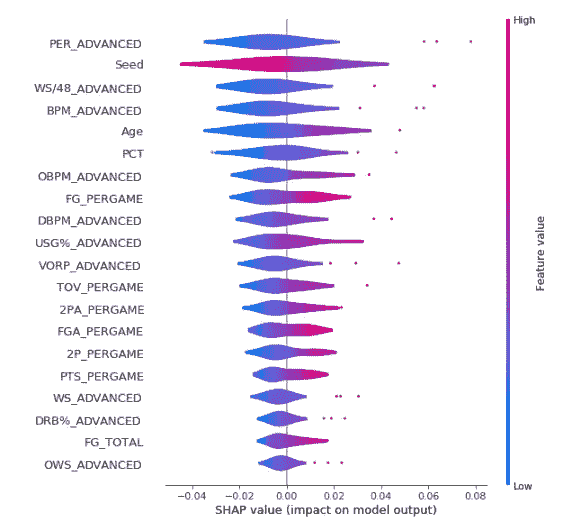 High
PER_ADVANCED
Seed
WS/48_ADVANCED
BPM_ADVANCED
Age
PCT
OBPM_ADVANCED
FG_PERGAME
DBPM_ADVANCED
USG%_ADVANCED
VORP_ADVANCED
TOV_PERGAME
2PA_PERGAME
FGA_PERGAME
2P_PERGAME
PTS_PERGAME
WS_ADVANCED
DRB%_ADVANCED
FG_TOTAL
OWS_ADVANCED
Feature value
Low
−0.04 −0.02 0.00 0.02 0.04 0.06 0.08
SHAP value (impact on model output)